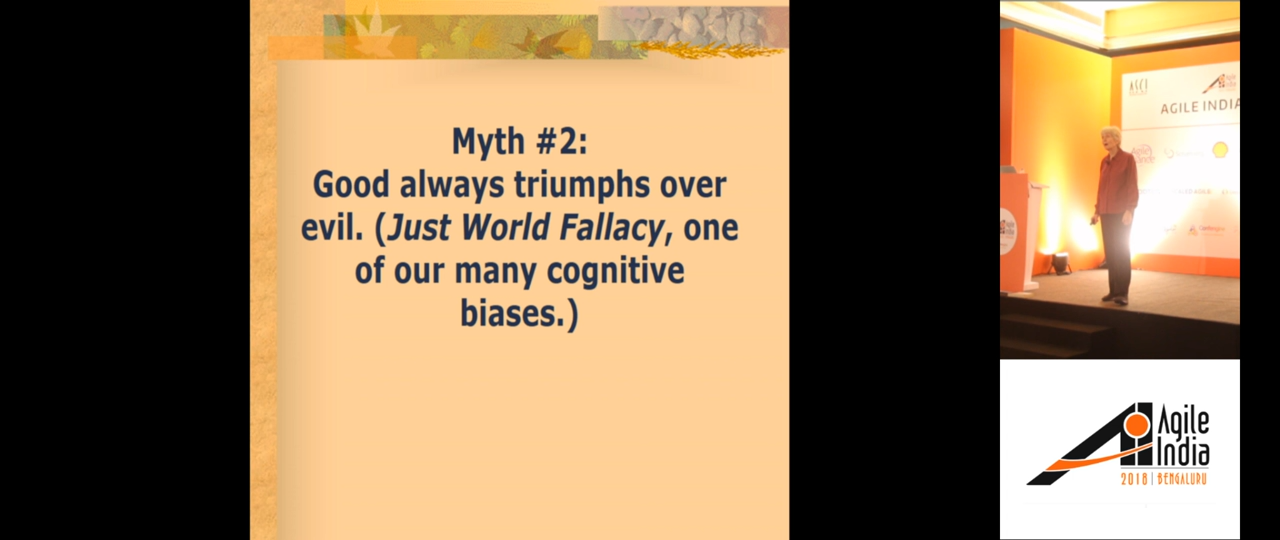 Myth #2:
Good always triumphs over
evil. (Just World Fallacy, one
of our many cognitive
biases.)
ASCI
AGILE INDIA
Agile
India
2018 | BENGALURU